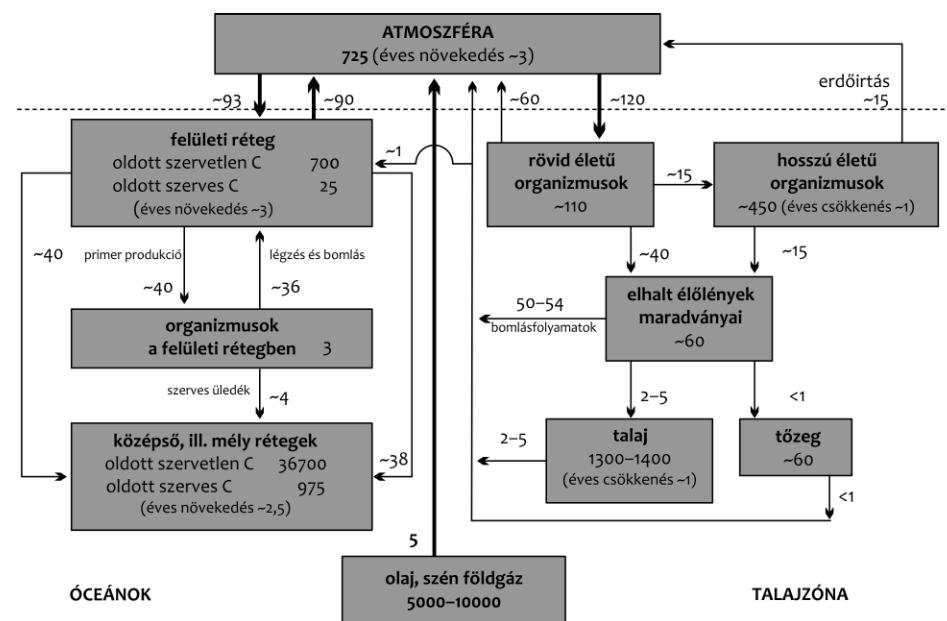 ATMOSZFÉRA
725 (éves növekedés ~3)
erdőirtás
~93
~90
~60
~120
~15
felületi réteg
oldott szervetlen C 700
oldott szerves C 25
(éves növekedés ~3)
~1
rövid életű
organizmusok
~110
~15
hosszú életű
organizmusok
~450 (éves csökkenés ~1)
~40
primer produkció
légzés és bomlás
~40
~36
~40
~15
organizmusok
a felületi rétegben 3
50–54
bomlásfolyamatok
elhalt élőlények
maradványai
~60
szerves üledék
~4
2–5
<1
középső, ill. mély rétegek
oldott szervetlen C 36700
oldott szerves C 975
(éves növekedés ~2,5)
~38
2–5
talaj
1300–1400
(éves csökkenés ~1)
tőzeg
~60
<1
5
olaj, szén földgáz
5000–10000
ÓCEÁNOK
TALAJZÓNA